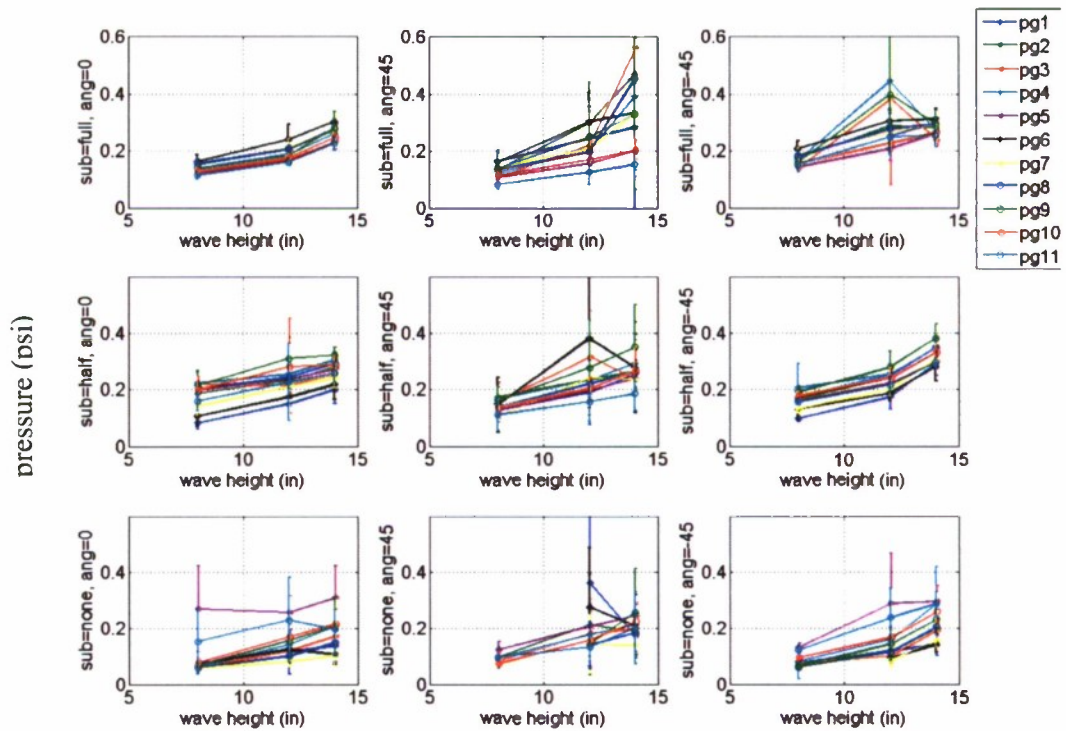 pressure (psi)
sub=full, ang=0
0.6
0.4
0.2
0
5
10
15
wave height (in)
sub=full, ang=45
0.6
0.4
0.2
0
5
10
15
wave height (in)
sub=full, ang=-45
0.6
0.4
0.2
0
5
10
15
wave height (in)
pg1
pg2
pg3
pg4
pg5
pg6
pg7
pg8
pg9
pg10
pg11
sub=half, ang=0
0.4
0.2
0
5
10
15
wave height (in)
sub=half, ang=45
0.4
0.2
0
5
10
15
wave height (in)
sub=half, ang=-45
0.4
0.2
0
5
10
15
wave height (in)
sub=none, ang=0
0.4
0.2
0
5
10
15
wave height (in)
sub=none, ang=45
0.4
0.2
0
5
10
15
wave height (in)
sub=none, ang=-45
0.4
0.2
0
5
10
15
wave height (in)